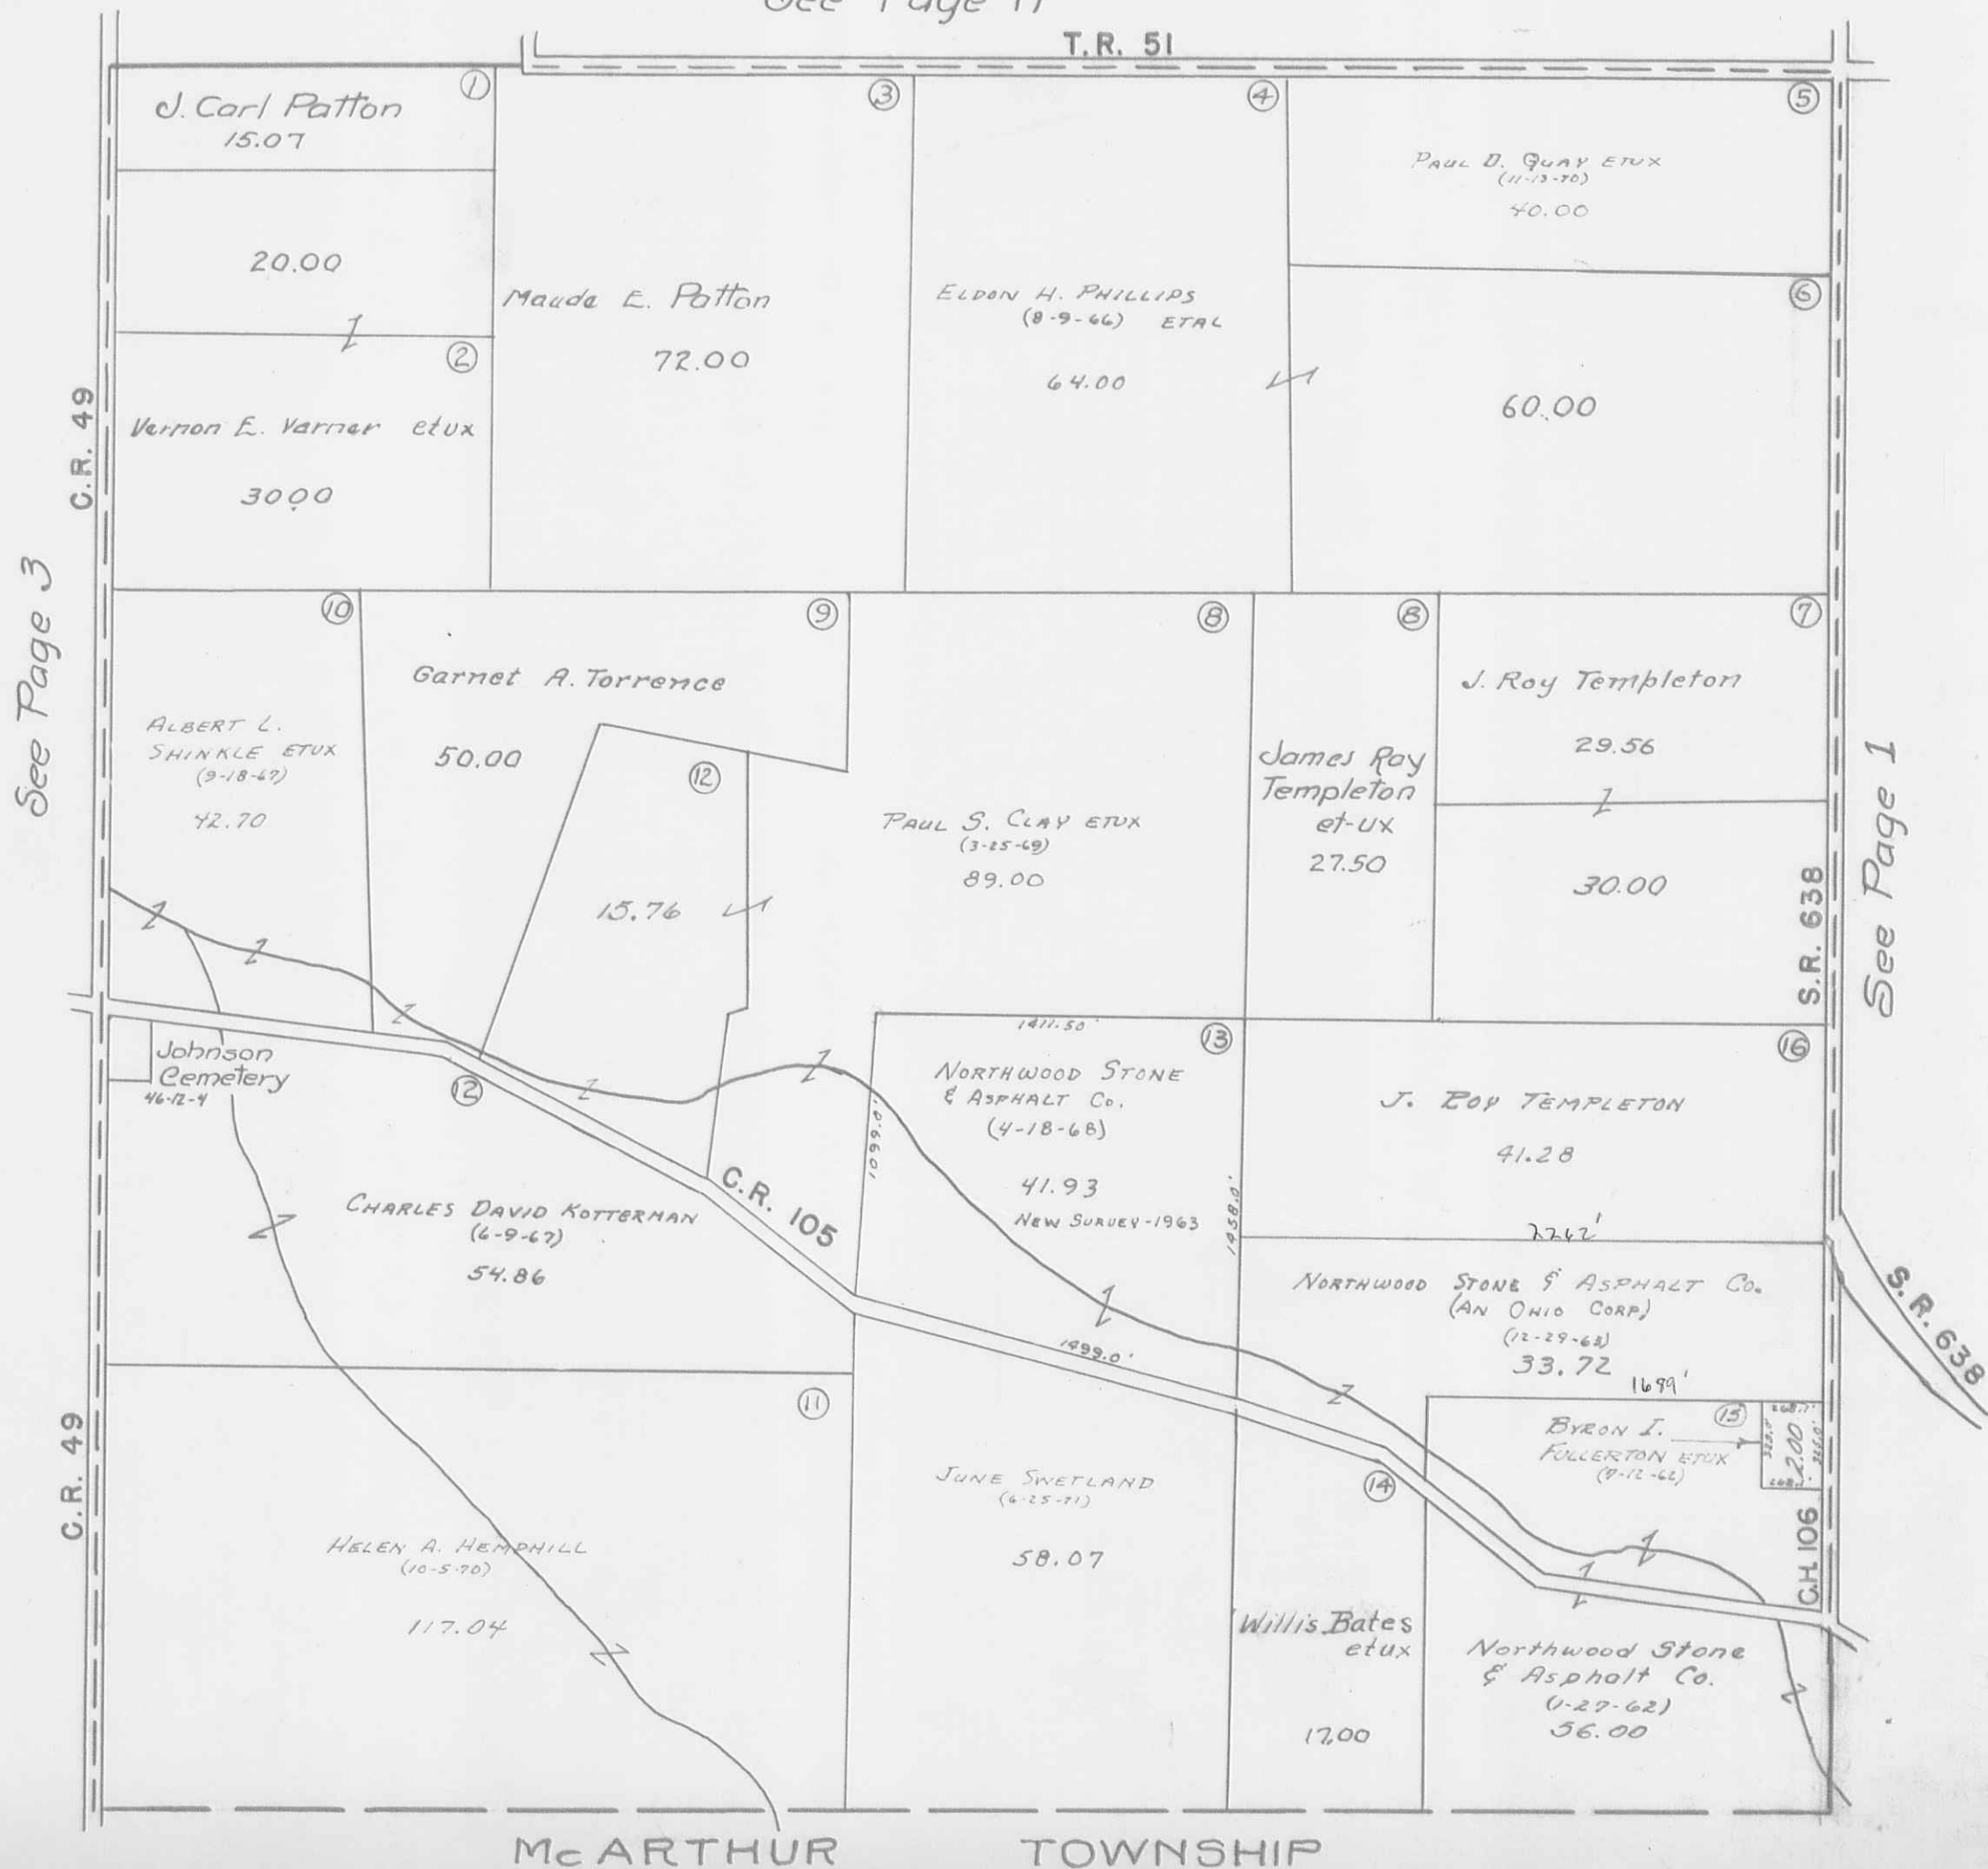 See Page 11
T.R. 51
J. Carl Patton
15.07
1
20.00
2
Vernon E. Varner etux
30.00
C.R. 49
See Page 3
Maude E. Patton
72.00
3
4
ELDON H. PHILLIPS
(8-9-66) ETAL
64.00
5
PAUL D. QUAY ETUX
(11-13-70)
40.00
6
60.00
10
ALBERT L.
SHINKLE ETUX
(9-18-67)
42.70
9
Garnet A. Torrence
50.00
12
15.76
8
PAUL S. CLAY ETUX
(3-25-69)
89.00
8
James Roy
Templeton
et-ux
27.50
7
J. Roy Templeton
29.56
30.00
S.R. 638
See Page 1
Johnson
Cemetery
46-12-4
12
CHARLES DAVID KOTTERMAN
(6-9-67)
54.86
C.R. 105
1411.50'
13
NORTHWOOD STONE
& ASPHALT CO.
(4-18-68)
41.93
NEW SURVEY-1963
1099.0'
1458.0'
1499.0'
16
J. ROY TEMPLETON
41.28
2242'
NORTHWOOD STONE & ASPHALT CO.
(AN OHIO CORP.)
(12-29-63)
33.72
1699'
S.R. 638
15
BYRON I.
FULLERTON ETUX
(9-12-62)
268.1'
2.00
325.0'
C.H. 106
C.R. 49
11
HELEN A. HEMPHILL
(10-5-70)
117.04
JUNE SWETLAND
(6-25-71)
58.07
14
Willis Bates
etux
17.00
Northwood Stone
& Asphalt Co.
(1-27-62)
56.00
McARTHUR TOWNSHIP